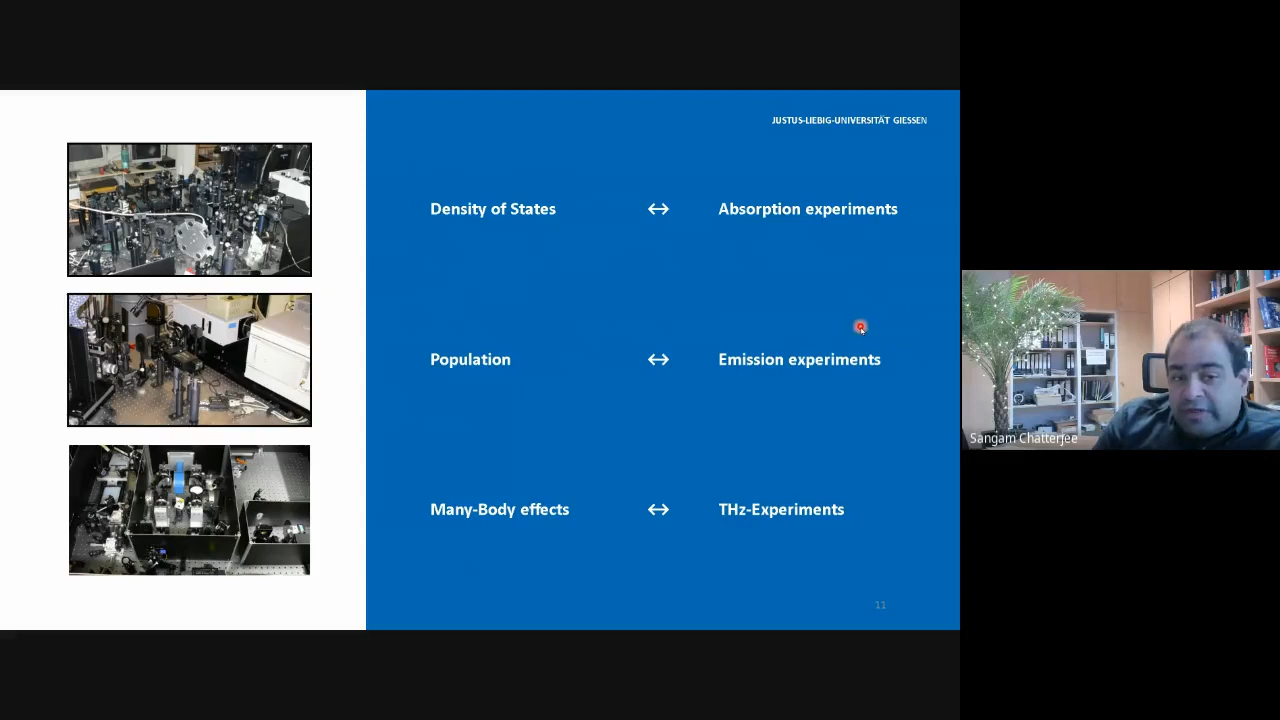 JUSTUS-LIEBIG-UNIVERSITÄT GIESSEN
Density of States ↔ Absorption experiments
Population ↔ Emission experiments
Many-Body effects ↔ THz-Experiments
11
Sangam Chatterjee